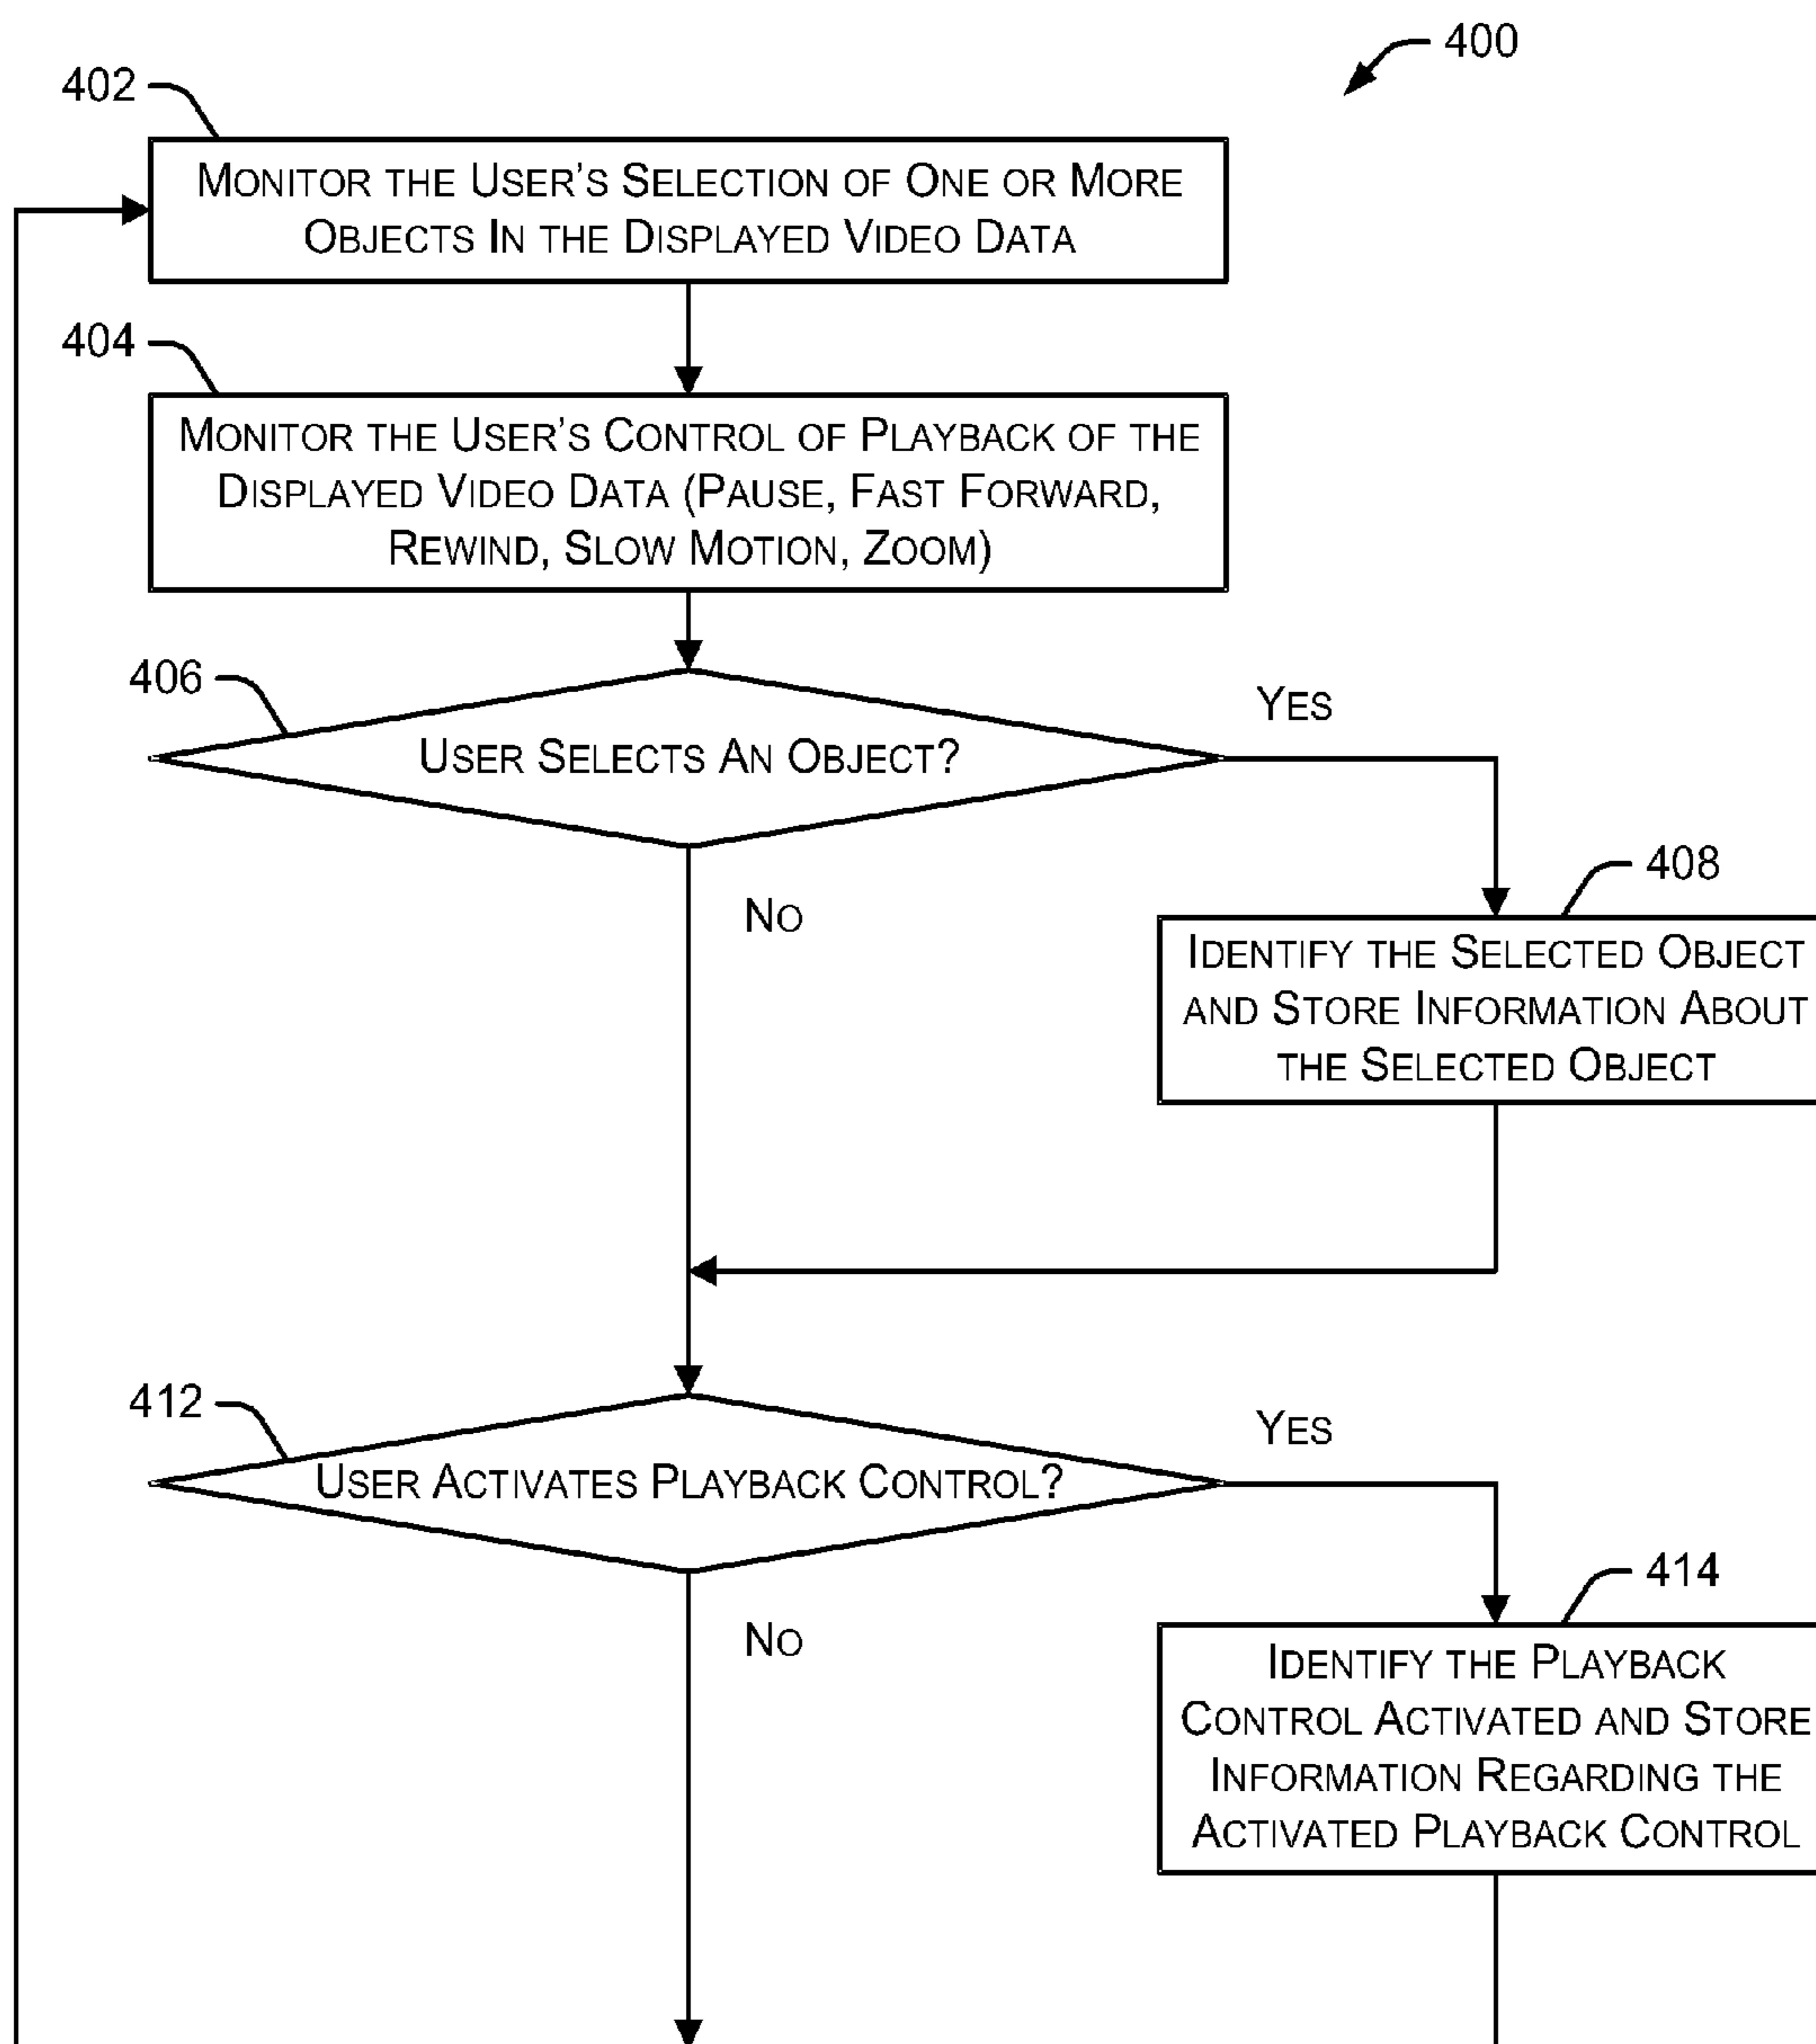 400
402
Monitor the User's Selection of One or More
Objects In the Displayed Video Data
404
Monitor the User's Control of Playback of the
Displayed Video Data (Pause, Fast Forward,
Rewind, Slow Motion, Zoom)
406
User Selects An Object?
Yes
No
408
Identify the Selected Object
and Store Information About
the Selected Object
412
User Activates Playback Control?
Yes
No
414
Identify the Playback
Control Activated and Store
Information Regarding the
Activated Playback Control